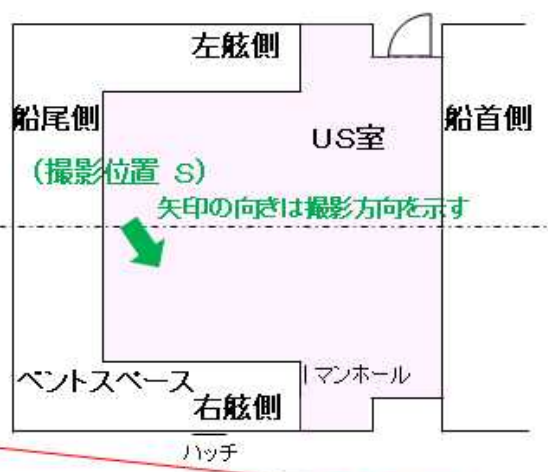 左舷側
船尾側
船首側
US室
(撮影位置 S)
矢印の向きは撮影方向を示す
ベントスペース
マンホール
右舷側
ハッチ